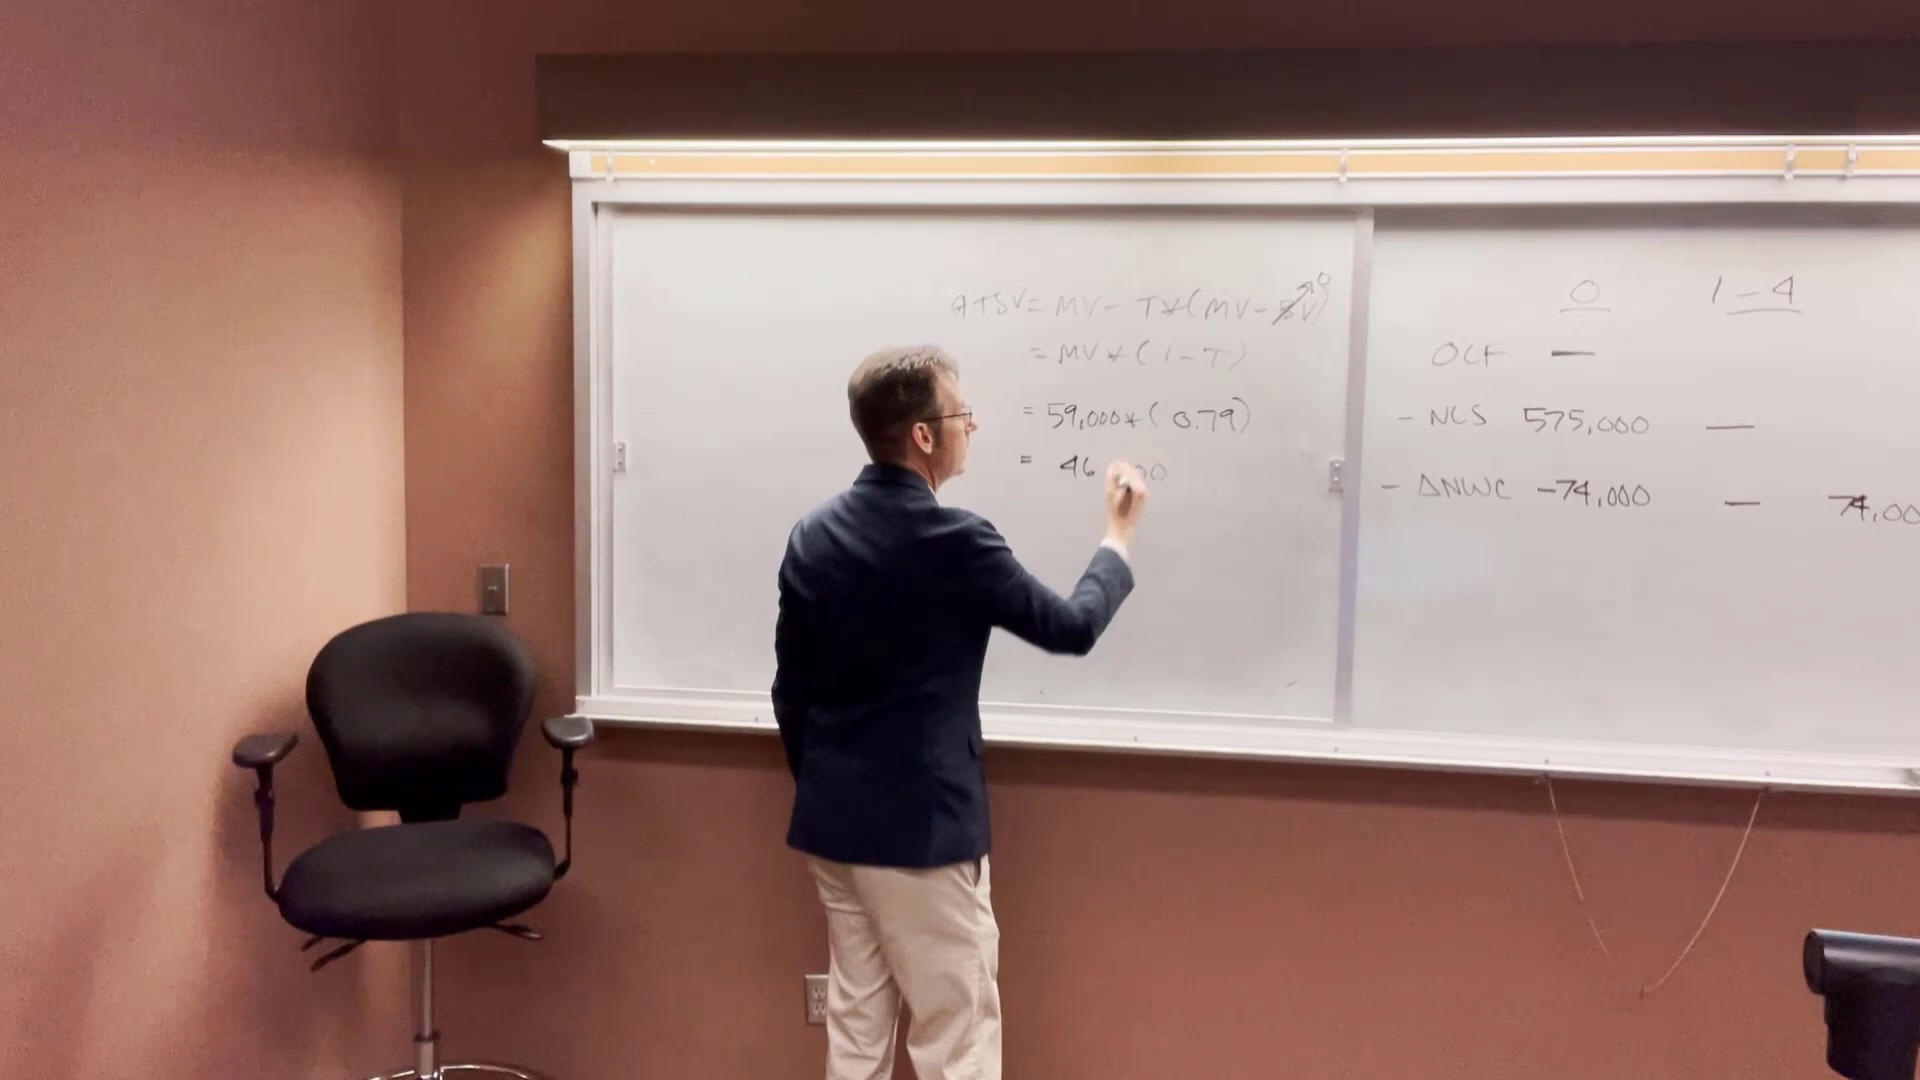 ATSV = MV - T*(MV - BV) 0
= MV * (1 - T)
= 59,000 * (0.79)
= 46
0 1 - 4
OCF —
- NCS 575,000 —
- ΔNWC -74,000 — 74,00